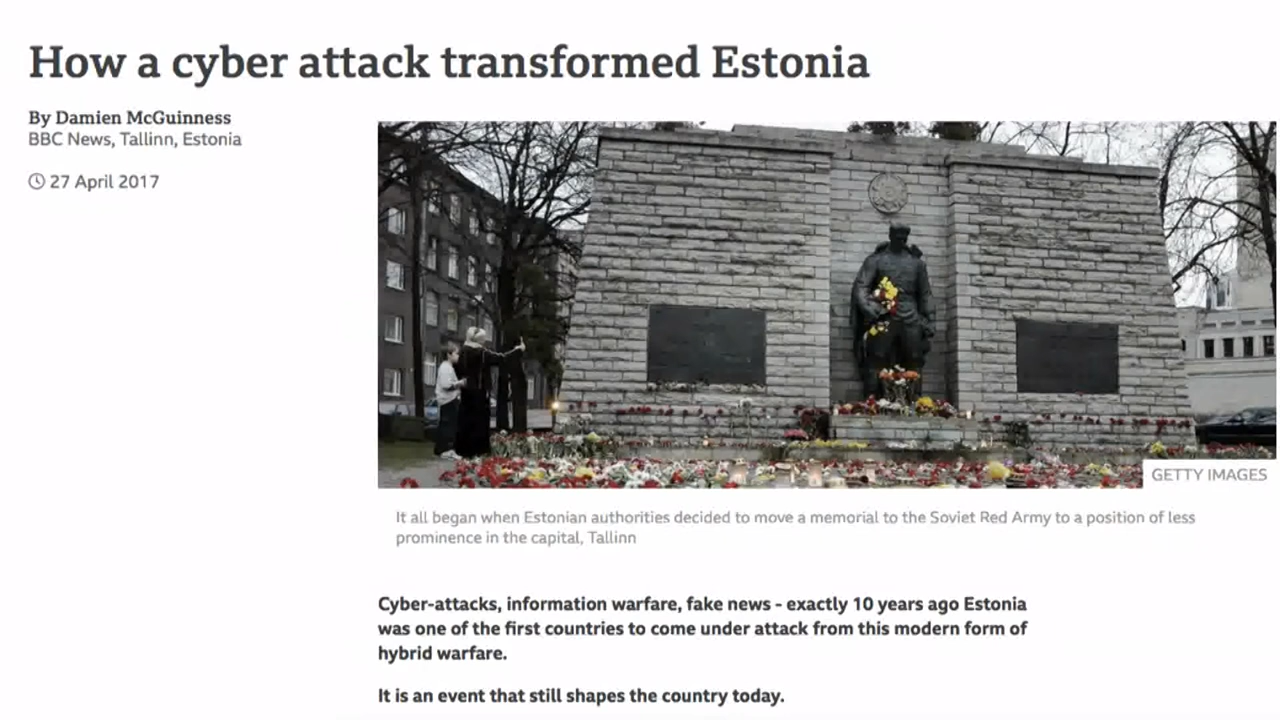 How a cyber attack transformed Estonia
By Damien McGuinness
BBC News, Tallinn, Estonia
27 April 2017
GETTY IMAGES
It all began when Estonian authorities decided to move a memorial to the Soviet Red Army to a position of less
prominence in the capital, Tallinn
Cyber-attacks, information warfare, fake news - exactly 10 years ago Estonia
was one of the first countries to come under attack from this modern form of
hybrid warfare.
It is an event that still shapes the country today.